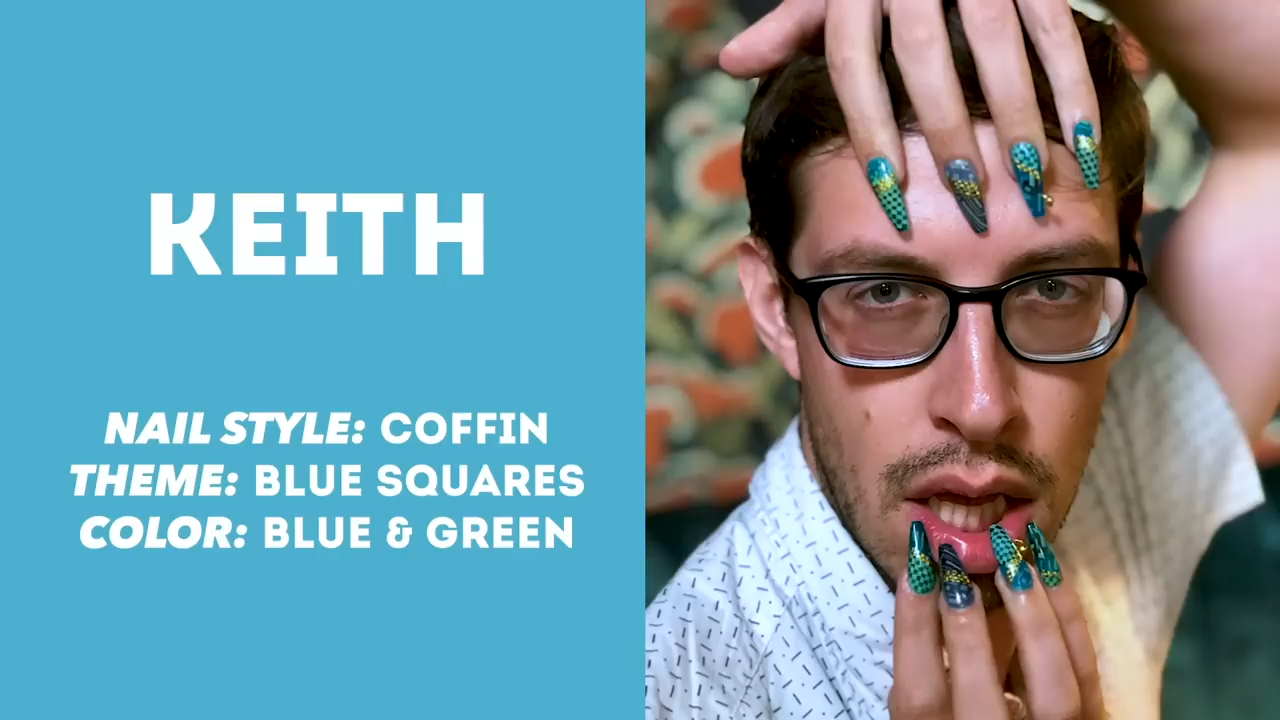 KEITH
NAIL STYLE: COFFIN
THEME: BLUE SQUARES
COLOR: BLUE & GREEN